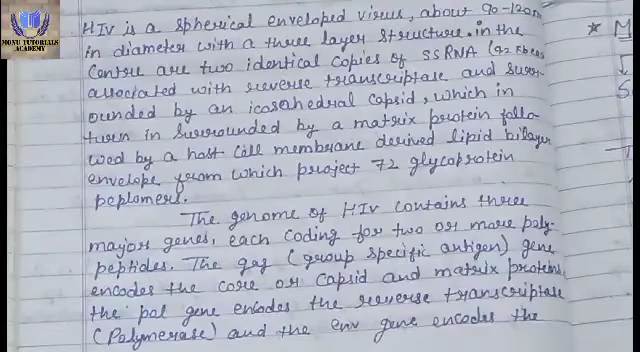 MONU TUTORIALS
ACADEMY
HIV is a spherical enveloped virus, about 90-120nm
in diameter with a three layer structure. in the
Centre are two identical copies of SSRNA (92
associated with reverse transcriptase and surr-
ounded by an icosahedral capsid, which in
turn in surrounded by a matrix protein follo-
wed by a host cell membrane derived lipid bilayer
envelope from which project 72 glycoprotein
peplomers.
The genome of HIV contains three
major genes, each coding for two or more poly-
peptides. The gag (group specific antigen) gene
encodes the core or capsid and matrix proteins,
the pol gene encodes the reverse transcriptase
(Polymerase) and the env gene encodes the